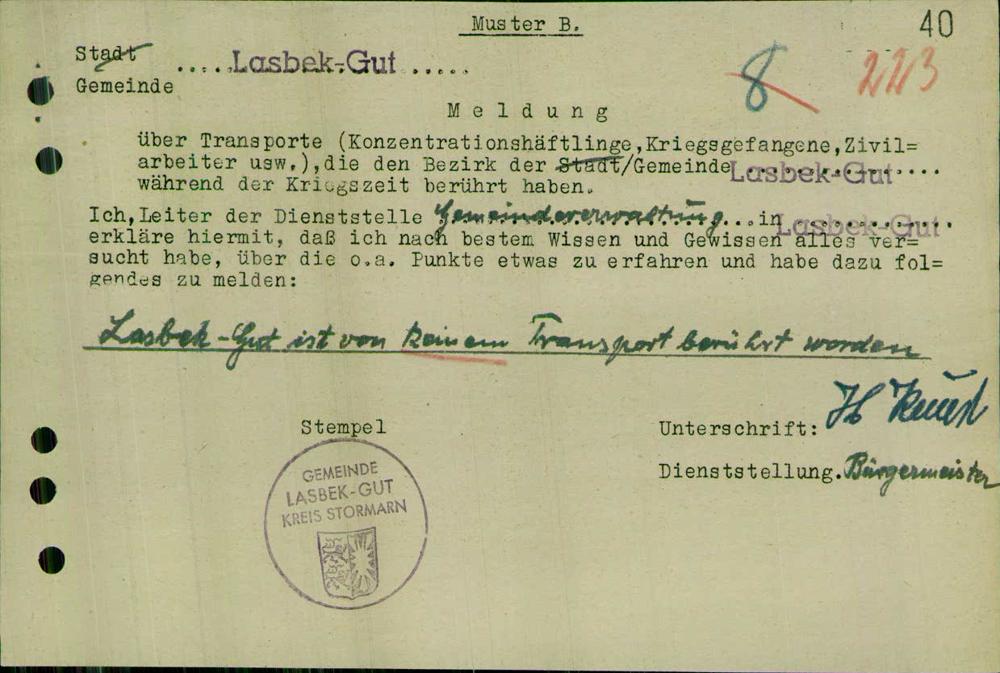 Muster B.
40
Stadt
.....Lasbek-Gut.....
Gemeinde
8 223
Meldung
über Transporte (Konzentrationshäftlinge,Kriegsgefangene,Zivil=
arbeiter usw.),die den Bezirk der Stadt/Gemeinde Lasbek-Gut
während der Kriegszeit berührt haben.
Ich,Leiter der Dienststelle Gemeindeverwaltung...in Lasbek-Gut
erkläre hiermit, daß ich nach bestem Wissen und Gewissen alles ver=
sucht habe, über die o.a. Punkte etwas zu erfahren und habe dazu fol=
gendes zu melden:
Lasbek-Gut ist von keinem Transport berührt worden
Stempel
Unterschrift:
Dienststellung. Bürgermeister
GEMEINDE
LASBEK-GUT
KREIS STORMARN